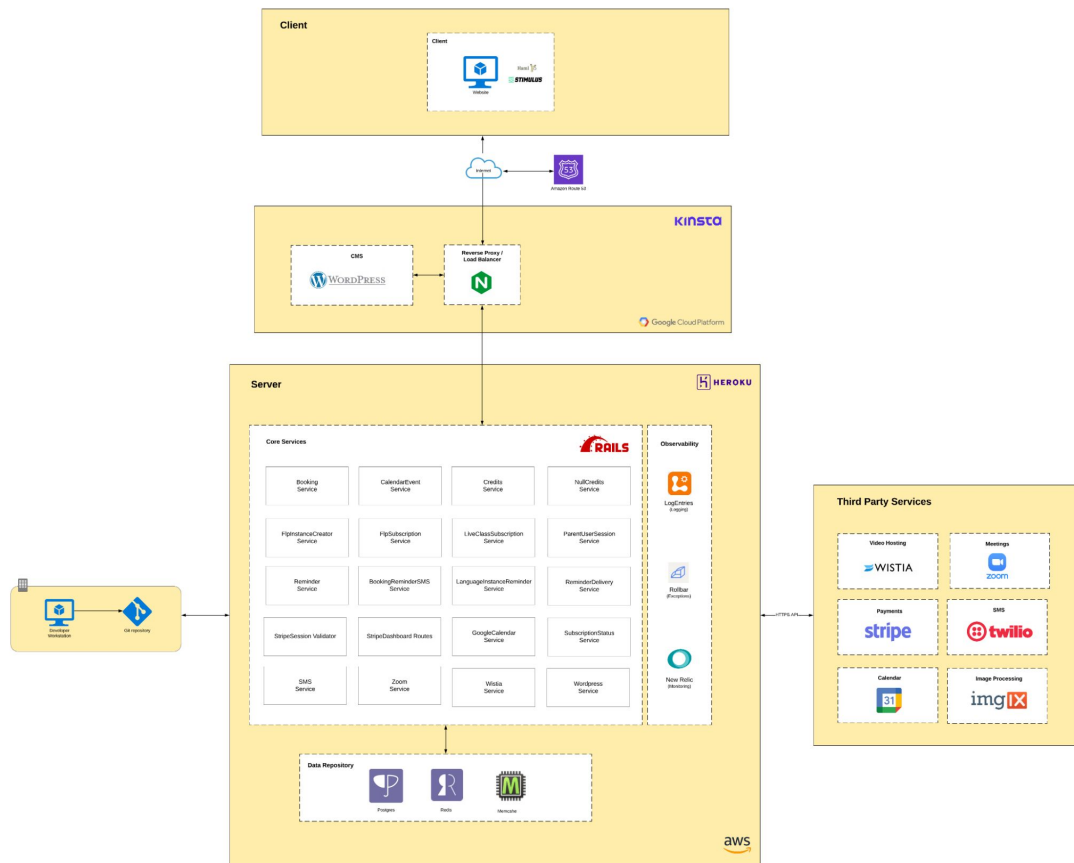 Client
Client
STIMULUS
Website
Internet
53
Amazon Route 53
KINSTA
CMS
WORDPRESS
Reverse Proxy /
Load Balancer
N
Google Cloud Platform
Server
HEROKU
Core Services
RAILS
Observability
Booking
Service
CalendarEvent
Service
Credits
Service
NullCredits
Service
LogEntries
(Logging)
FlpInstanceCreator
Service
FlpSubscription
Service
LiveClassSubscription
Service
ParentUserSession
Service
Reminder
Service
BookingReminderSMS
LanguageInstanceReminder
ReminderDelivery
Service
Rollbar
(Exceptions)
StripeSession Validator
StripeDashboard Routes
GoogleCalendar
Service
SubscriptionStatus
Service
SMS
Service
Zoom
Service
Wistia
Service
Wordpress
Service
New Relic
(Monitoring)
Data Repository
Postgres
Redis
M
Memcache
aws
Developer
Workstation
Git repository
HTTPS API
Third Party Services
Video Hosting
WISTIA
Meetings
zoom
Payments
stripe
SMS
twilio
Calendar
31
Image Processing
imgIX